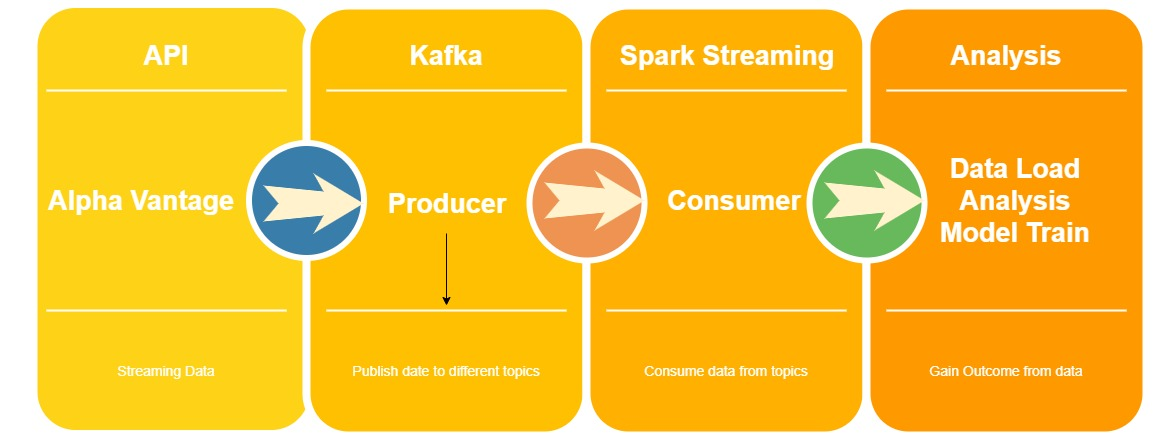 API
Alpha Vantage
Streaming Data
Kafka
Producer
Publish date to different topics
Spark Streaming
Consumer
Consume data from topics
Analysis
Data Load
Analysis
Model Train
Gain Outcome from data